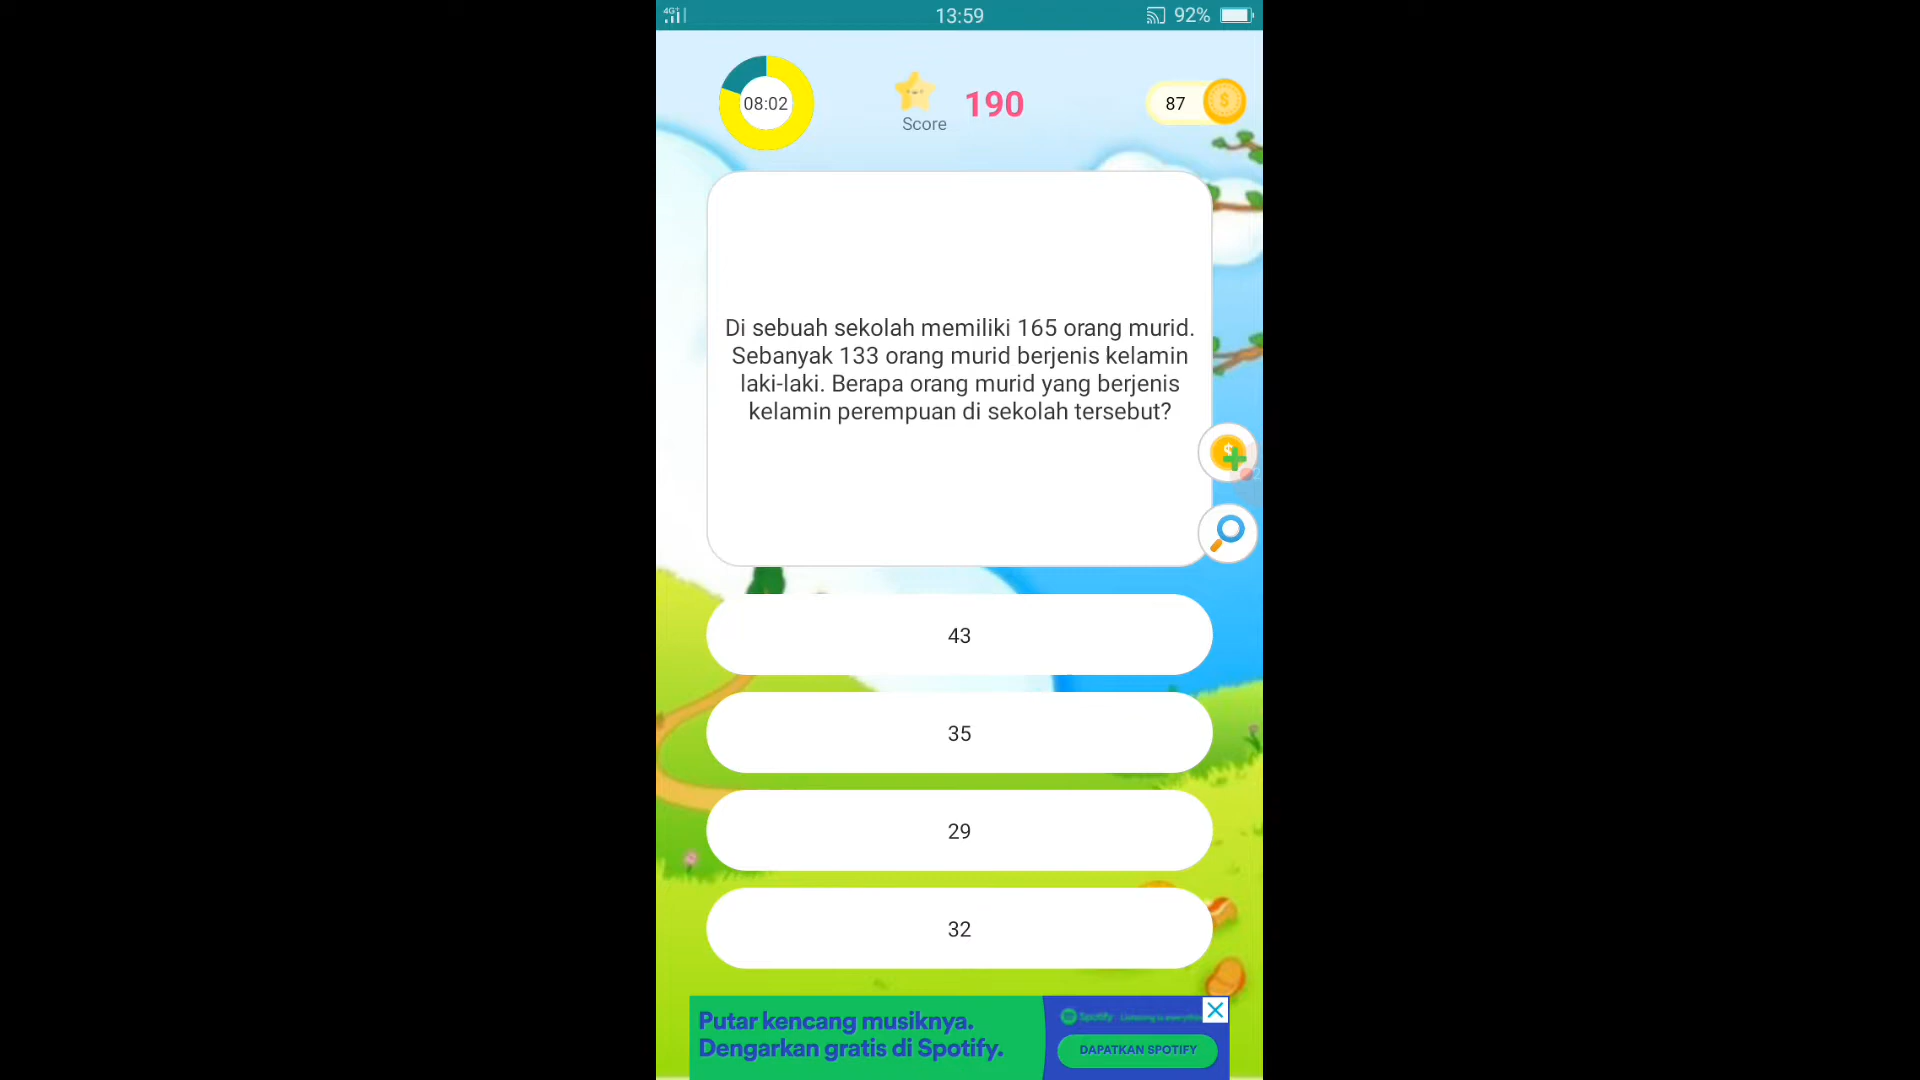 4G+
13:59
92%
08:02
Score
190
87
Di sebuah sekolah memiliki 165 orang murid.
Sebanyak 133 orang murid berjenis kelamin
laki-laki. Berapa orang murid yang berjenis
kelamin perempuan di sekolah tersebut?
43
35
29
32
Putar kencang musiknya.
Dengarkan gratis di Spotify.
Spotify
DAPATKAN SPOTIFY